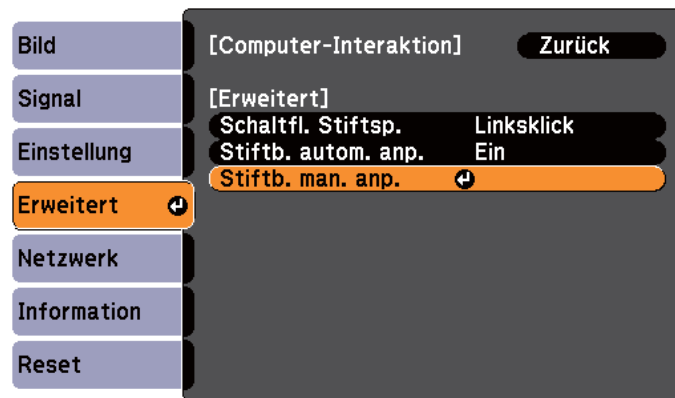 Bild
Signal
Einstellung
Erweitert
Netzwerk
Information
Reset
[Computer-Interaktion] Zurück
[Erweitert]
Schaltfl. Stiftsp. Linksklick
Stiftb. autom. anp. Ein
Stiftb. man. anp.